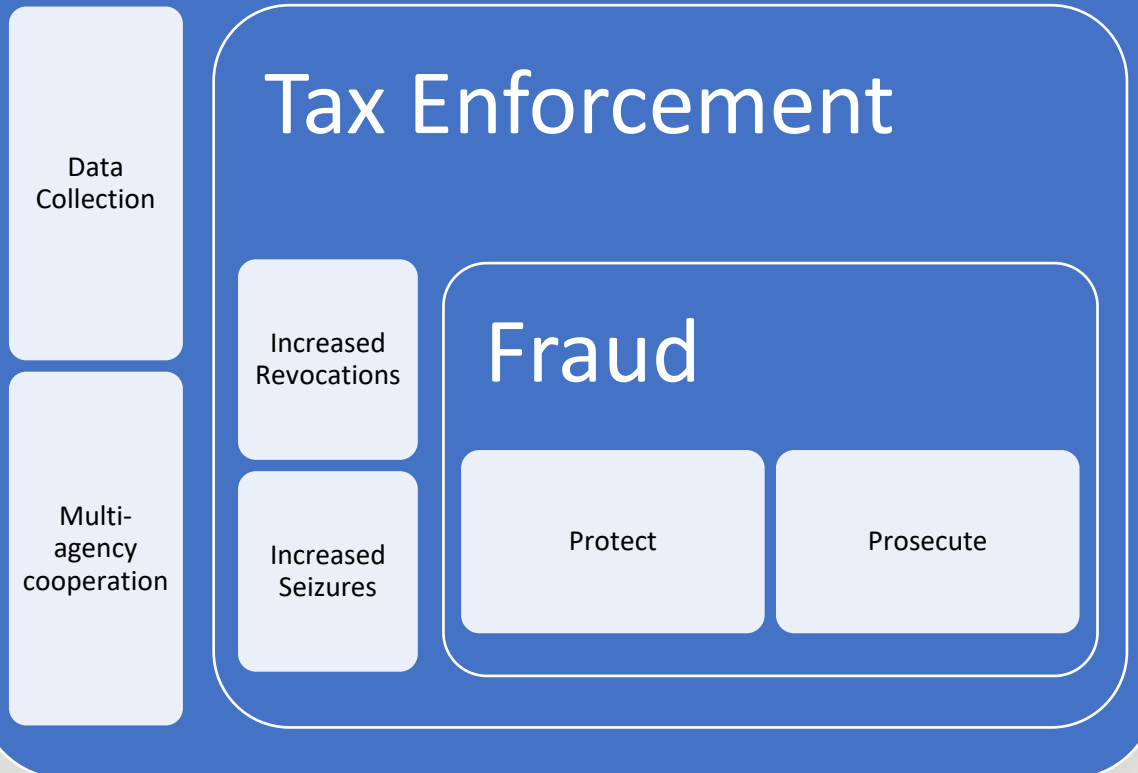 Data
Collection
Multi-
agency
cooperation
Tax Enforcement
Increased
Revocations
Increased
Seizures
Fraud
Protect
Prosecute